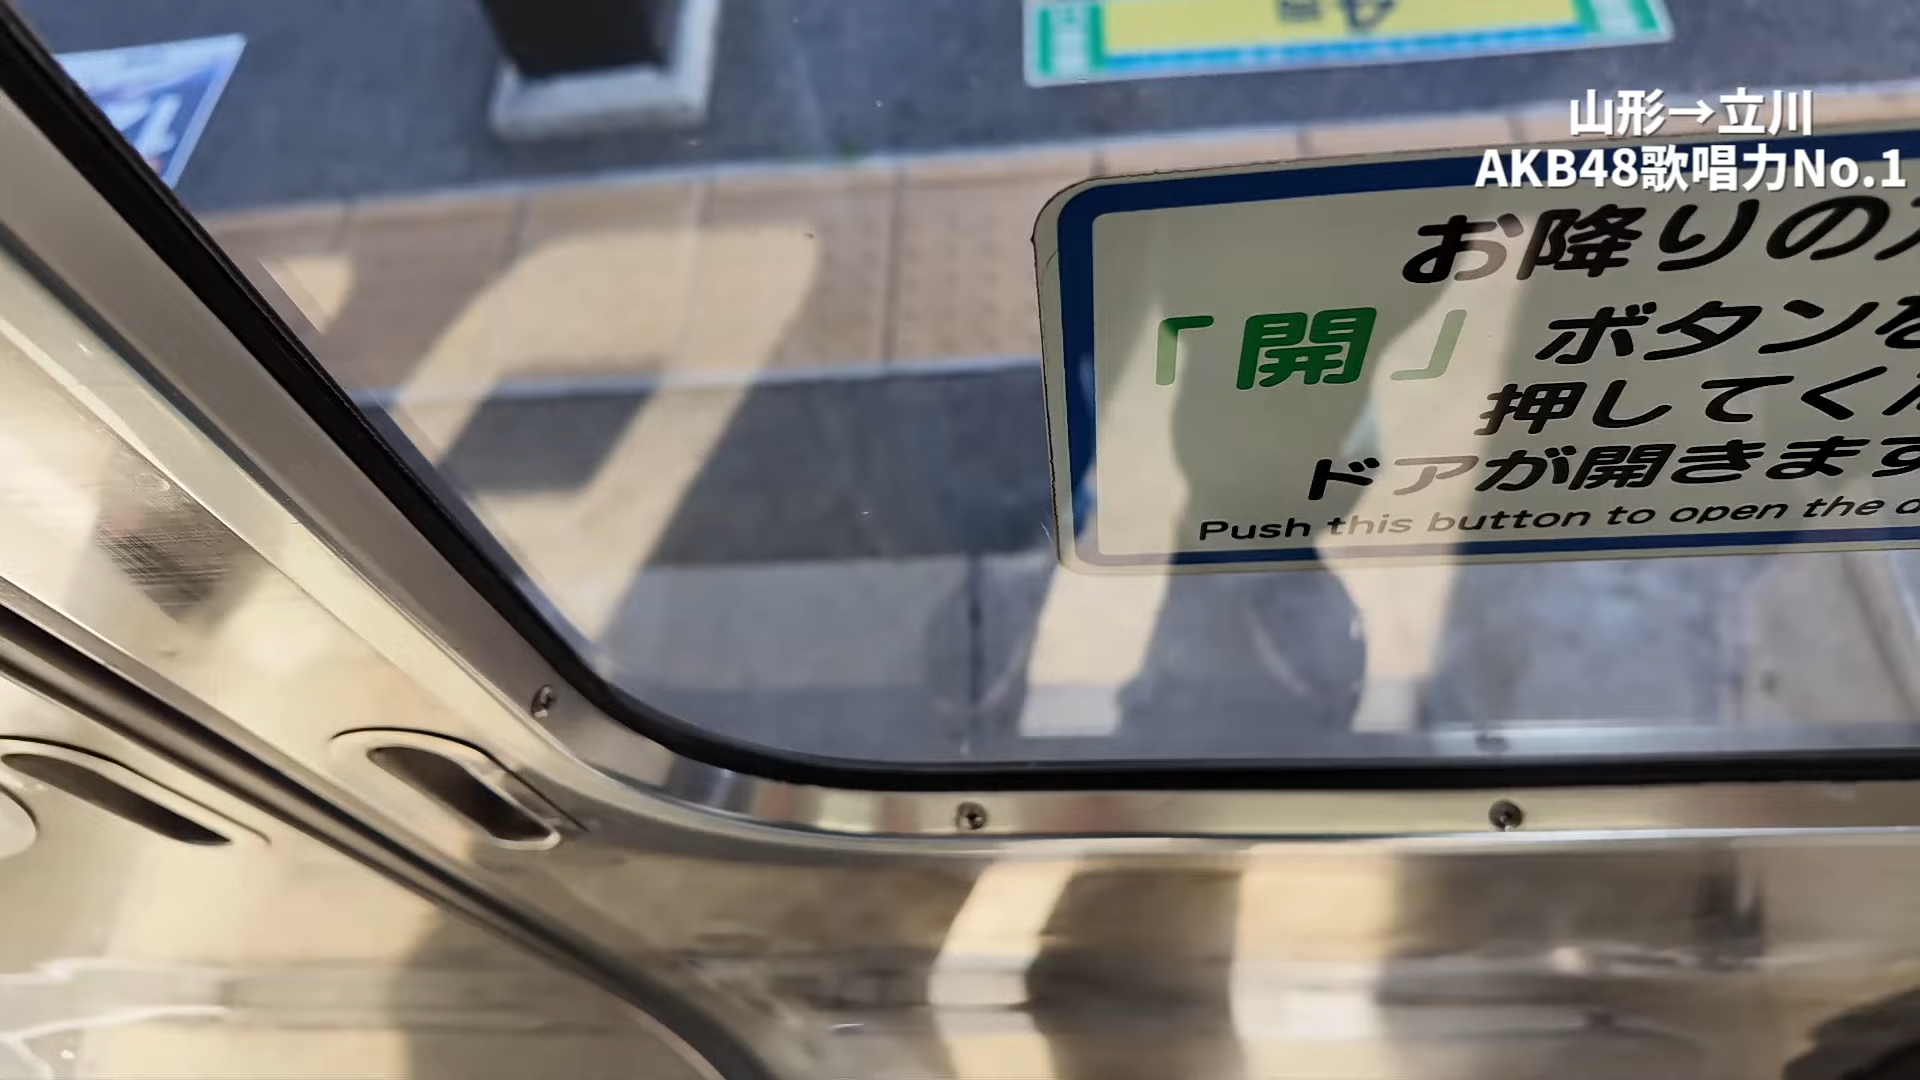 山形→立川
AKB48歌唱力No.1
お降りの
「開」ボタンを
押してく
ドアが開きます
Push this button to open the